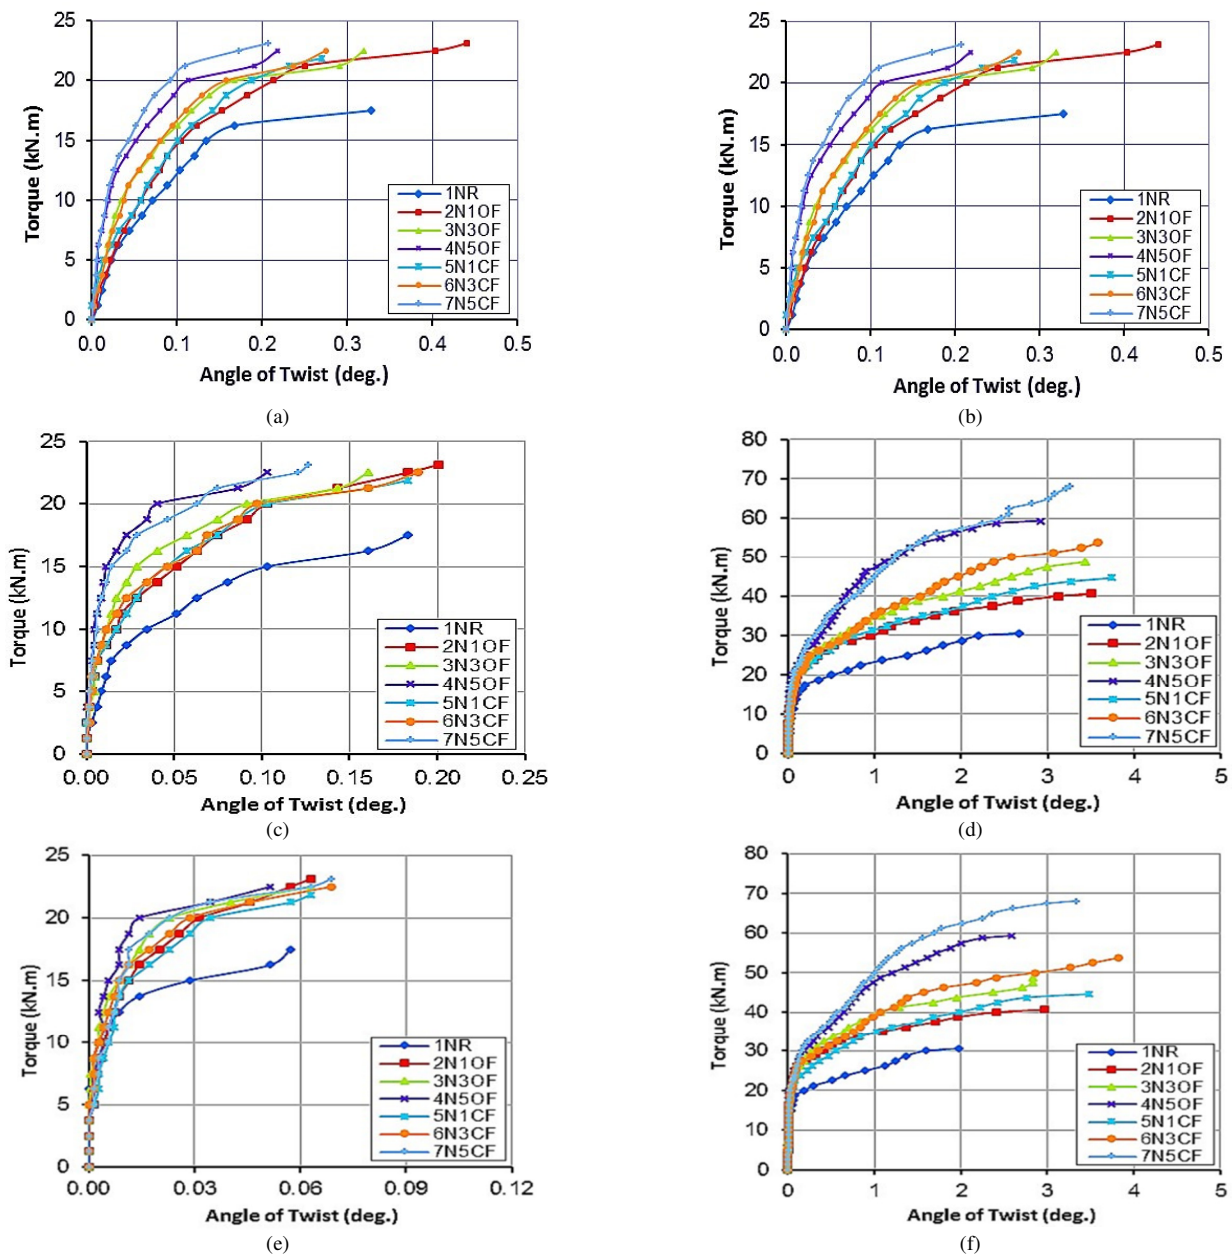 25
20
15
10
5
0
Torque (kN.m)
1NR
2N1OF
3N3OF
4N5OF
5N1CF
6N3CF
7N5CF
0.0 0.1 0.2 0.3 0.4 0.5
Angle of Twist (deg.)
(a)
25
20
15
10
5
0
Torque (kN.m)
1NR
2N1OF
3N3OF
4N5OF
5N1CF
6N3CF
7N5CF
0.0 0.1 0.2 0.3 0.4 0.5
Angle of Twist (deg.)
(b)
25
20
15
10
5
0
Torque (kN.m)
1NR
2N1OF
3N3OF
4N5OF
5N1CF
6N3CF
7N5CF
0.00 0.05 0.10 0.15 0.20 0.25
Angle of Twist (deg.)
(c)
80
70
60
50
40
30
20
10
0
Torque (kN.m)
1NR
2N1OF
3N3OF
4N5OF
5N1CF
6N3CF
7N5CF
0 1 2 3 4 5
Angle of Twist (deg.)
(d)
25
20
15
10
5
0
Torque (kN.m)
1NR
2N1OF
3N3OF
4N5OF
5N1CF
6N3CF
7N5CF
0.00 0.03 0.06 0.09 0.12
Angle of Twist (deg.)
(e)
80
70
60
50
40
30
20
10
0
Torque (kN.m)
1NR
2N1OF
3N3OF
4N5OF
5N1CF
6N3CF
7N5CF
0 1 2 3 4 5
Angle of Twist (deg.)
(f)